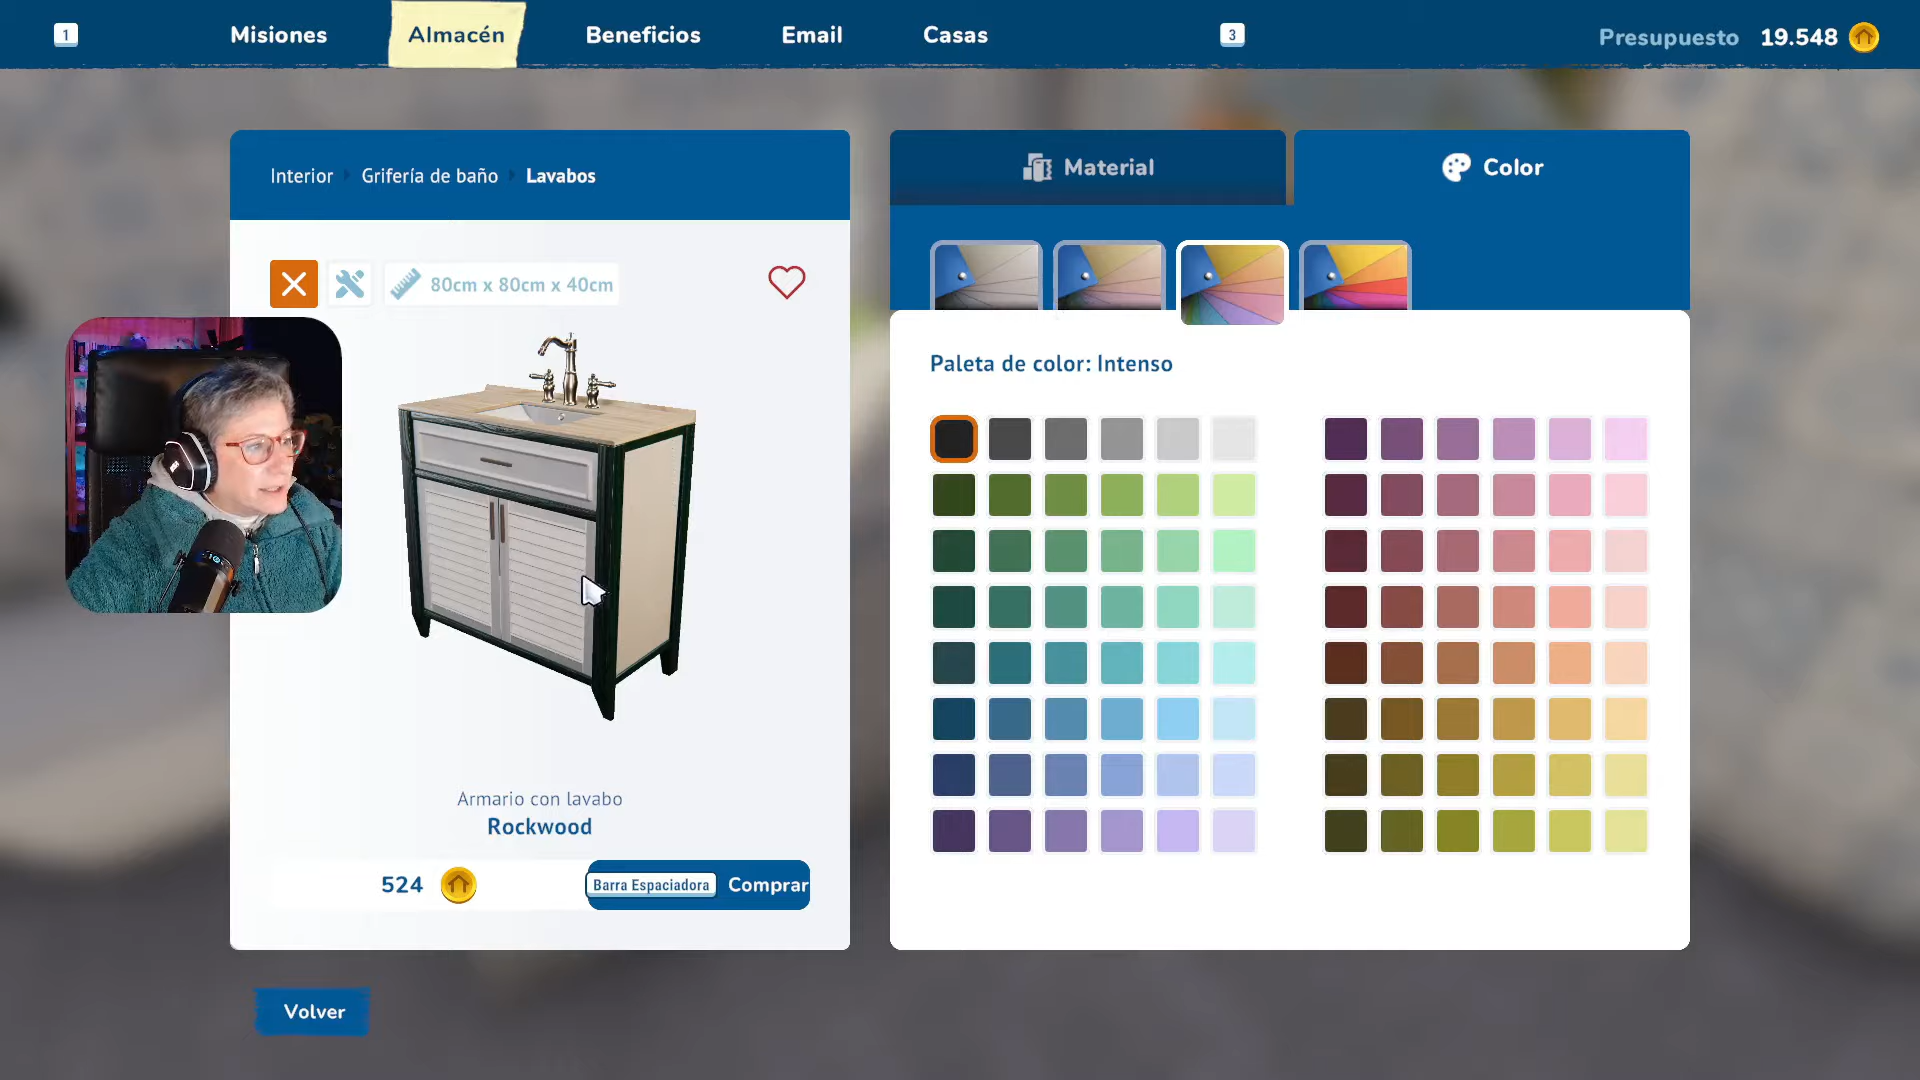 1
Misiones
Almacén
Beneficios
Email
Casas
3
Presupuesto 19.548
Interior Grifería de baño Lavabos
80cm x 80cm x 40cm
Armario con lavabo
Rockwood
524
Barra Espaciadora Comprar
Volver
Material
Color
Paleta de color: Intenso